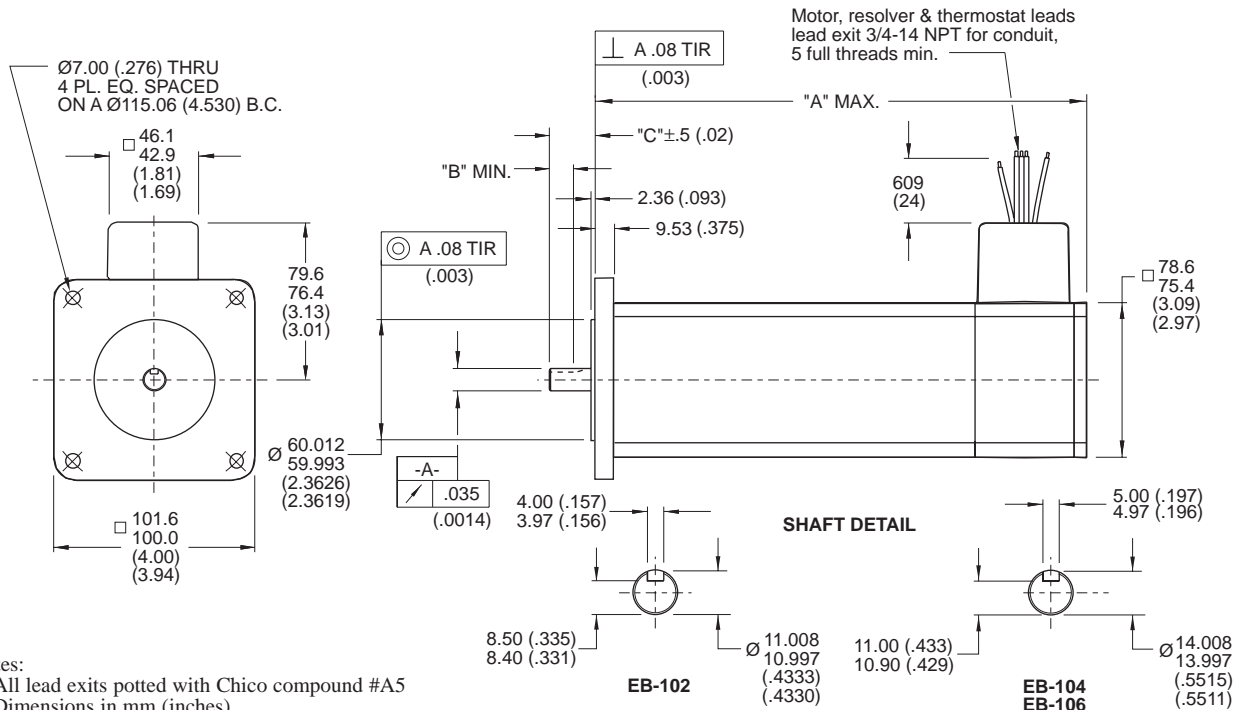 Ø7.00 (.276) THRU
4 PL. EQ. SPACED
ON A Ø115.06 (4.530) B.C.
46.1
42.9
(1.81)
(1.69)
79.6
76.4
(3.13)
(3.01)
101.6
100.0
(4.00)
(3.94)
A .08 TIR
(.003)
Ø 60.012
59.993
(2.3626)
(2.3619)
-A-
.035
(.0014)
A .08 TIR
(.003)
"A" MAX.
"C"±.5 (.02)
"B" MIN.
2.36 (.093)
9.53 (.375)
Motor, resolver & thermostat leads
lead exit 3/4-14 NPT for conduit,
5 full threads min.
609
(24)
78.6
75.4
(3.09)
(2.97)
SHAFT DETAIL
4.00 (.157)
3.97 (.156)
8.50 (.335)
8.40 (.331)
Ø 11.008
10.997
(.4333)
(.4330)
EB-102
5.00 (.197)
4.97 (.196)
11.00 (.433)
10.90 (.429)
Ø 14.008
13.997
(.5515)
(.5511)
EB-104
EB-106
es:
All lead exits potted with Chico compound #A5
Dimensions in mm (inches)